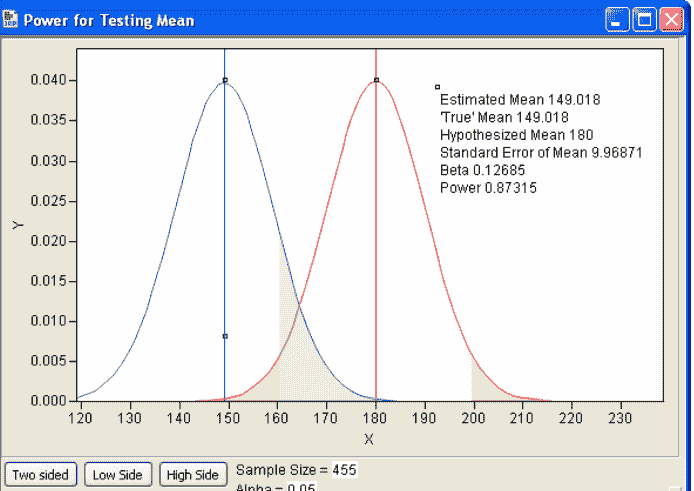 Power for Testing Mean
0.040
0.035
0.030
0.025
0.020
0.015
0.010
0.005
0.000
Y
Estimated Mean 149.018
'True' Mean 149.018
Hypothesized Mean 180
Standard Error of Mean 9.96871
Beta 0.12685
Power 0.87315
120 130 140 150 160 170 180 190 200 210 220 230
X
Two sided Low Side High Side Sample Size = 455
Alpha = 0.05